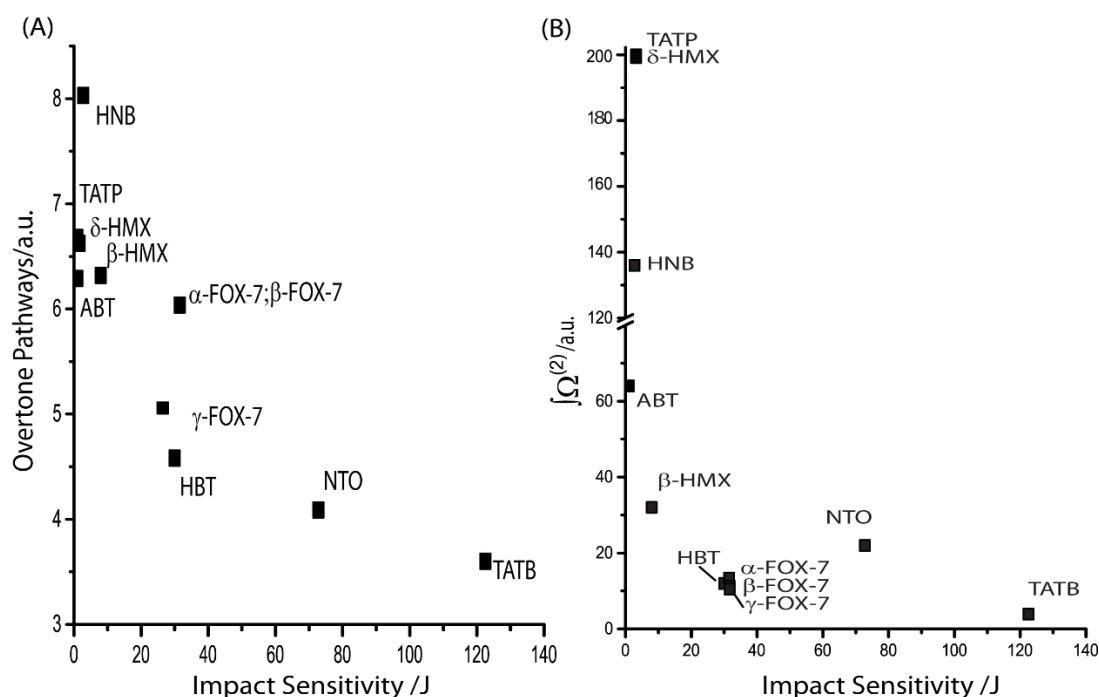 (A)
Overtone Pathways/a.u.
8
7
6
5
4
3
HNB
TATP
δ-HMX
β-HMX
ABT
α-FOX-7;β-FOX-7
γ-FOX-7
HBT
NTO
TATB
0 20 40 60 80 100 120 140
Impact Sensitivity /J
(B)
∫Ω(2)/a.u.
200
180
160
140
120
60
40
20
0
TATP
δ-HMX
HNB
ABT
β-HMX
NTO
HBT
α-FOX-7
β-FOX-7
γ-FOX-7
TATB
0 20 40 60 80 100 120 140
Impact Sensitivity /J